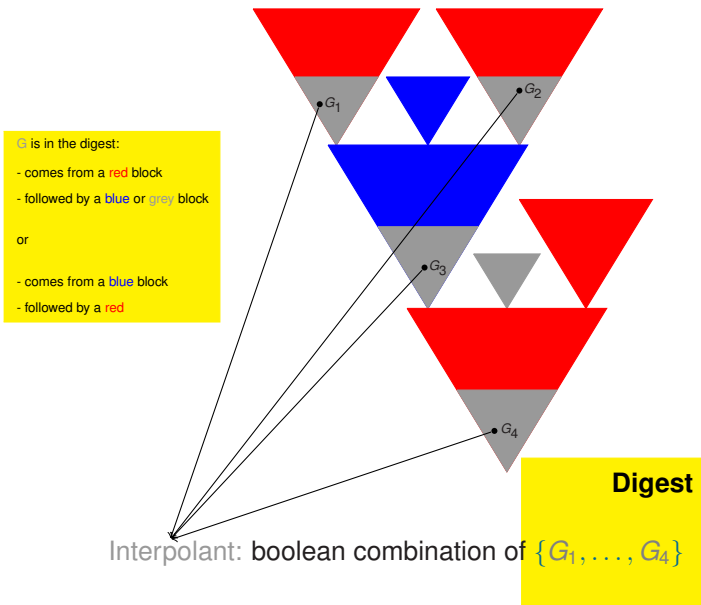 G₁
G₂
G is in the digest:
- comes from a red block
- followed by a blue or grey block
or
- comes from a blue block
- followed by a red
G₃
G₄
Digest
Interpolant: boolean combination of {G₁, . . . , G₄}